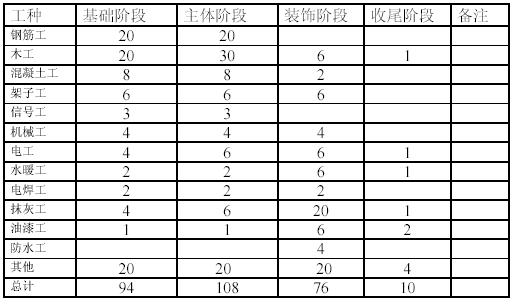 工种 基础阶段 主体阶段 装饰阶段 收尾阶段 备注
钢筋工 20 20
木工 20 30 6 1
混凝土工 8 8 2
架子工 6 6 6
信号工 3 3
机械工 4 4 4
电工 4 6 6 1
水暖工 2 2 6 1
电焊工 2 2 2
抹灰工 4 6 20 1
油漆工 1 1 6 2
防水工 4
其他 20 20 20 4
总计 94 108 76 10